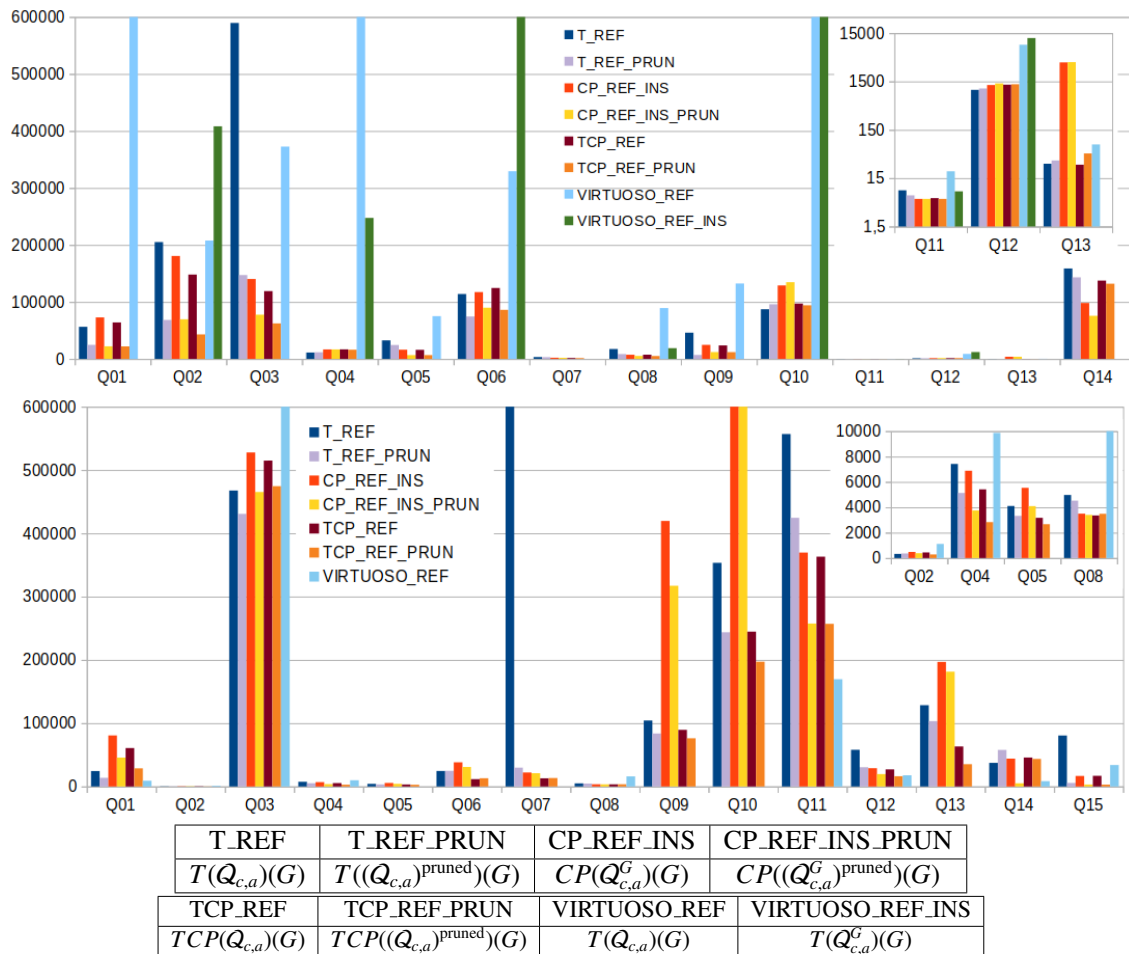 600000
500000
400000
300000
200000
100000
0
T_REF
T_REF_PRUN
CP_REF_INS
CP_REF_INS_PRUN
TCP_REF
TCP_REF_PRUN
VIRTUOSO_REF
VIRTUOSO_REF_INS
15000
1500
150
15
1,5
Q11 Q12 Q13
Q01 Q02 Q03 Q04 Q05 Q06 Q07 Q08 Q09 Q10 Q11 Q12 Q13 Q14
600000
500000
400000
300000
200000
100000
0
T_REF
T_REF_PRUN
CP_REF_INS
CP_REF_INS_PRUN
TCP_REF
TCP_REF_PRUN
VIRTUOSO_REF
10000
8000
6000
4000
2000
0
Q02 Q04 Q05 Q08
Q01 Q02 Q03 Q04 Q05 Q06 Q07 Q08 Q09 Q10 Q11 Q12 Q13 Q14 Q15
T_REF T_REF_PRUN CP_REF_INS CP_REF_INS_PRUN
T(Q_{c,a})(G) T((Q_{c,a})^{pruned})(G) CP(Q^G_{c,a})(G) CP((Q^G_{c,a})^{pruned})(G)
TCP_REF TCP_REF_PRUN VIRTUOSO_REF VIRTUOSO_REF_INS
TCP(Q_{c,a})(G) TCP((Q_{c,a})^{pruned})(G) T(Q_{c,a})(G) T(Q^G_{c,a})(G)